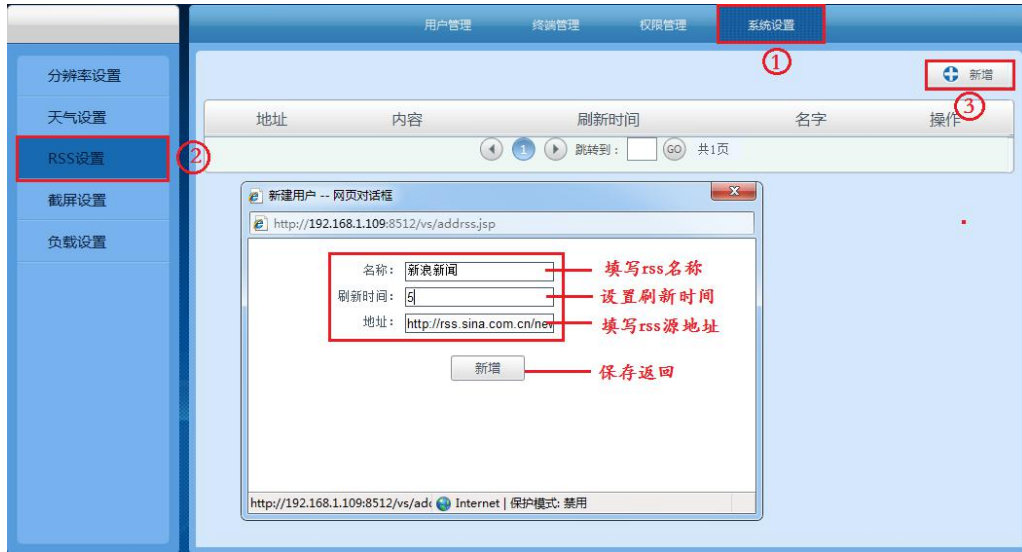 用户管理 终端管理 权限管理 系统设置
①
分辨率设置
新增
③
天气设置
地址 内容 刷新时间 名字 操作
RSS设置
②
1 跳转到: GO 共1页
截屏设置
负载设置
新建用户 -- 网页对话框
x
http://192.168.1.109:8512/vs/addrss.jsp
名称: 新浪新闻 填写rss名称
刷新时间: 5 设置刷新时间
地址: http://rss.sina.com.cn/nev 填写rss源地址
新增 保存返回
http://192.168.1.109:8512/vs/adc Internet | 保护模式: 禁用